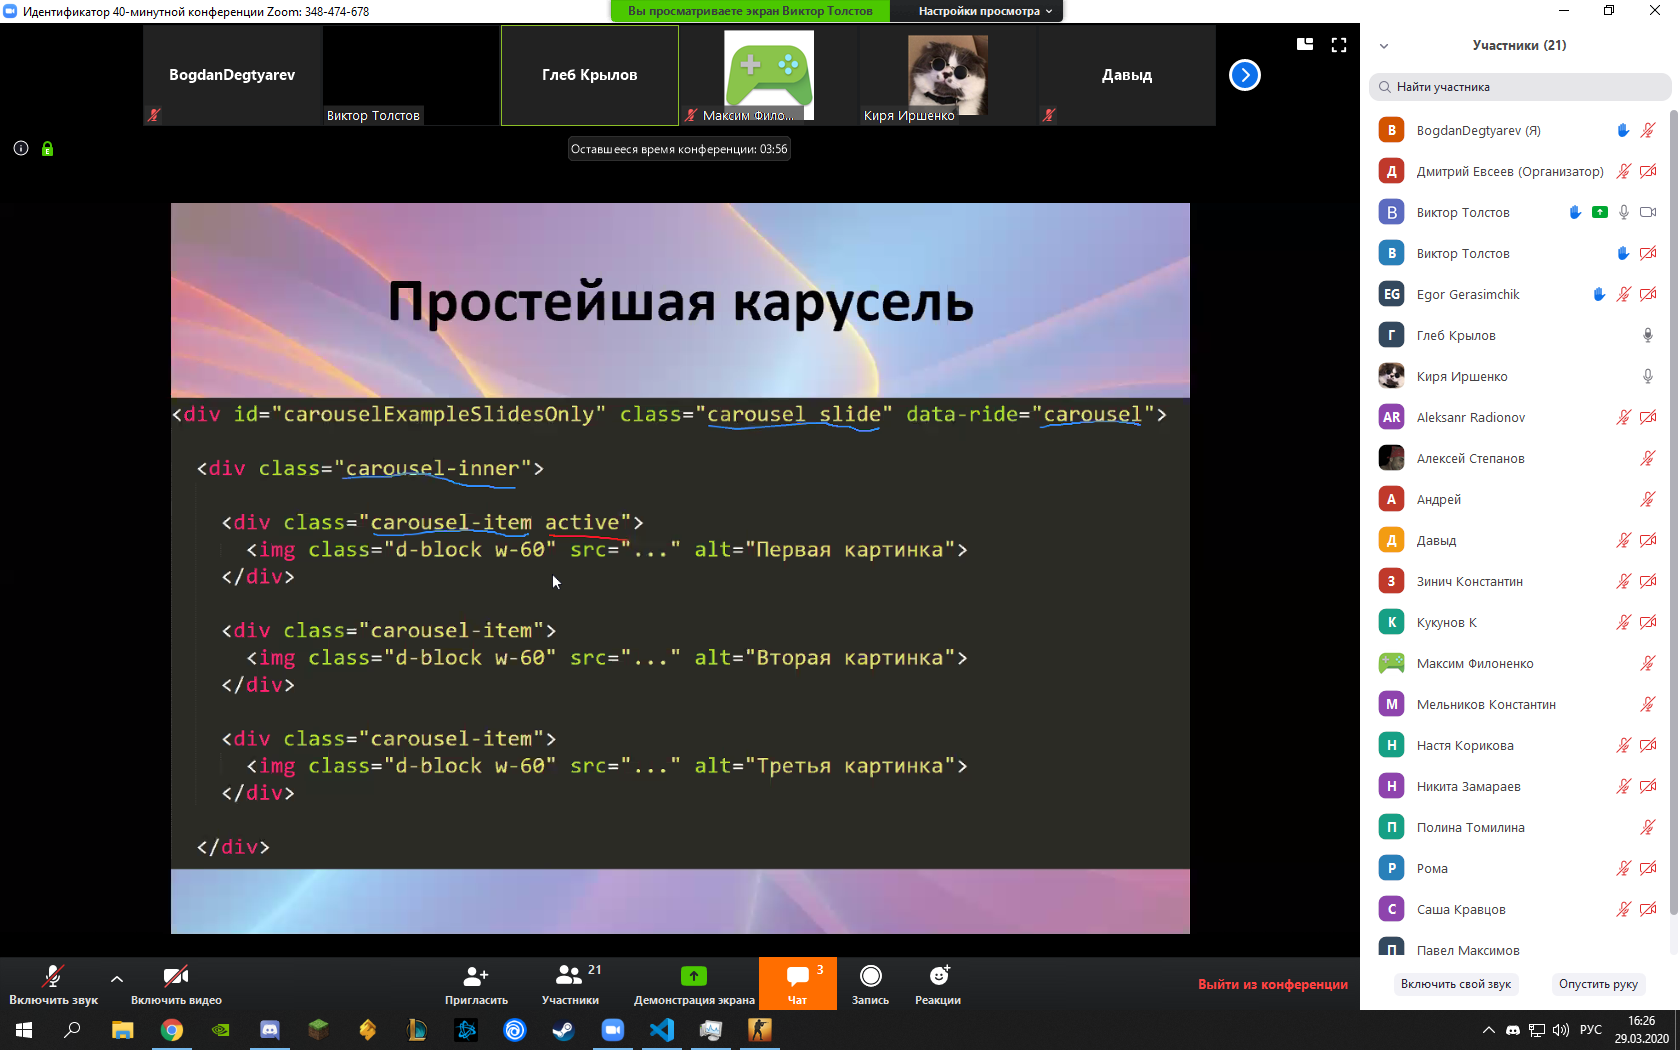 Идентификатор 40-минутной конференции Zoom: 348-474-678
Вы просматриваете экран Виктор Толстов
Настройки просмотра
BogdanDegtyarev
Виктор Толстов
Глеб Крылов
Максим Фило...
Киря Иршенко
Давыд
Оставшееся время конференции: 03:56
Простейшая карусель
<div id="carouselExampleSlidesOnly" class="carousel slide" data-ride="carousel">
<div class="carousel-inner">
<div class="carousel-item active">
<img class="d-block w-60" src="..." alt="Первая картинка">
</div>
<div class="carousel-item">
<img class="d-block w-60" src="..." alt="Вторая картинка">
</div>
<div class="carousel-item">
<img class="d-block w-60" src="..." alt="Третья картинка">
</div>
</div>
Участники (21)
Найти участника
B BogdanDegtyarev (Я)
Д Дмитрий Евсеев (Организатор)
В Виктор Толстов
В Виктор Толстов
EG Egor Gerasimchik
Г Глеб Крылов
Киря Иршенко
AR Aleksanr Radionov
Алексей Степанов
А Андрей
Д Давыд
З Зинич Константин
К Кукунов К
Максим Филоненко
М Мельников Константин
Н Настя Корикова
Н Никита Замараев
П Полина Томилина
Р Рома
С Саша Кравцов
П Павел Максимов
Включить свой звук
Опустить руку
Включить звук
Включить видео
Пригласить
21
Участники
Демонстрация экрана
3
Чат
Запись
Реакции
Выйти из конференции
РУС
16:26
29.03.2020